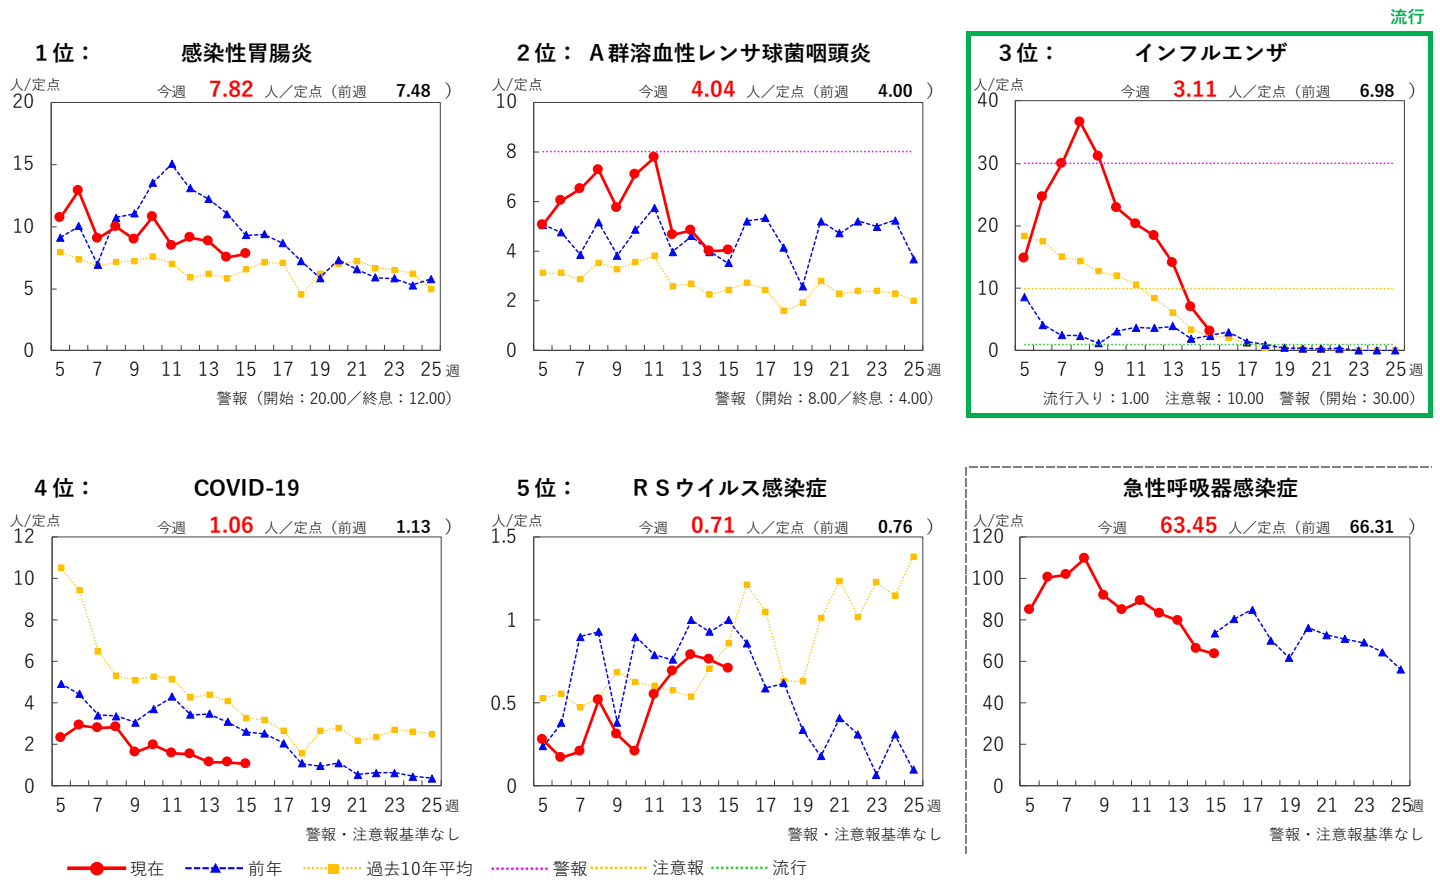 流行
1位： 感染性胃腸炎
人/定点 今週 7.82 人／定点（前週 7.48 ）
20
15
10
5
0
5 7 9 11 13 15 17 19 21 23 25 週
警報（開始：20.00／終息：12.00）
2位： A群溶血性レンサ球菌咽頭炎
人/定点 今週 4.04 人／定点（前週 4.00 ）
10
8
6
4
2
0
5 7 9 11 13 15 17 19 21 23 25 週
警報（開始：8.00／終息：4.00）
3位： インフルエンザ
人/定点 今週 3.11 人／定点（前週 6.98 ）
40
30
20
10
0
5 7 9 11 13 15 17 19 21 23 25 週
流行入り：1.00 注意報：10.00 警報（開始：30.00）
4位： COVID-19
人/定点 今週 1.06 人／定点（前週 1.13 ）
12
10
8
6
4
2
0
5 7 9 11 13 15 17 19 21 23 25 週
警報・注意報基準なし
5位： ＲＳウイルス感染症
人/定点 今週 0.71 人／定点（前週 0.76 ）
1.5
1
0.5
0
5 7 9 11 13 15 17 19 21 23 25 週
警報・注意報基準なし
急性呼吸器感染症
人/定点 今週 63.45 人／定点（前週 66.31 ）
120
100
80
60
40
20
0
5 7 9 11 13 15 17 19 21 23 25 週
警報・注意報基準なし
現在 前年 過去10年平均 警報 注意報 流行